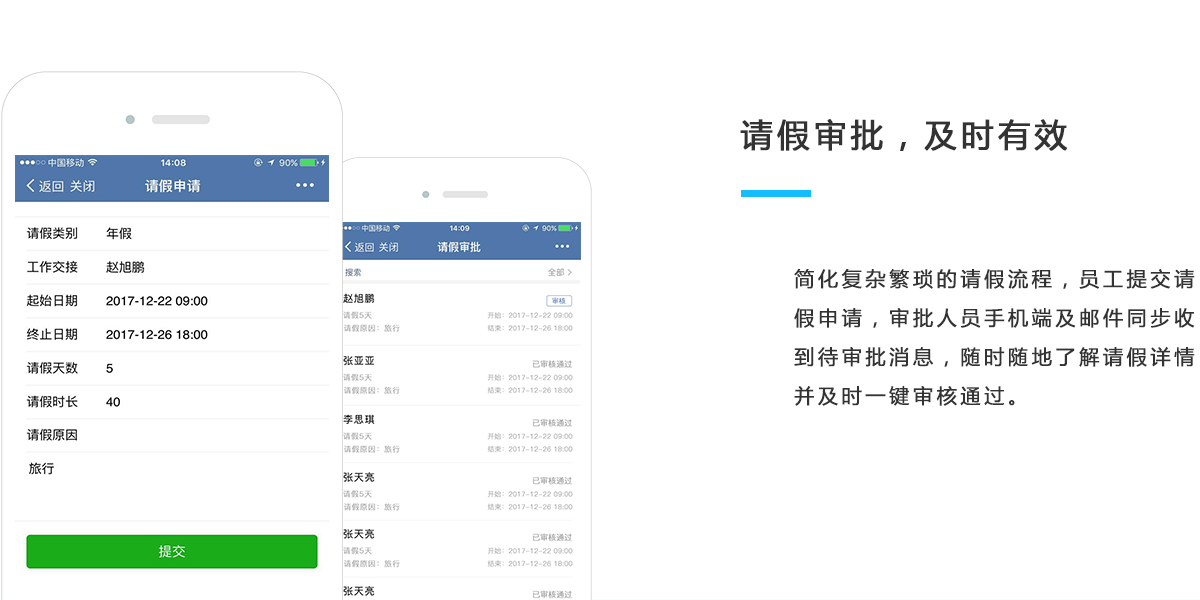 中国移动 14:08 90%
返回 关闭 请假申请
请假类别 年假
工作交接 赵旭鹏
起始日期 2017-12-22 09:00
终止日期 2017-12-26 18:00
请假天数 5
请假时长 40
请假原因
旅行
提交
中国移动 14:09 90%
返回 关闭 请假审批
搜索 全部
赵旭鹏 审核
请假5天 开始: 2017-12-22 09:00
请假原因: 旅行 结束: 2017-12-26 18:00
张亚亚 已审核通过
请假5天 开始: 2017-12-22 09:00
请假原因: 旅行 结束: 2017-12-26 18:00
李思琪 已审核通过
请假5天 开始: 2017-12-22 09:00
请假原因: 旅行 结束: 2017-12-26 18:00
张天亮 已审核通过
请假5天 开始: 2017-12-22 09:00
请假原因: 旅行 结束: 2017-12-26 18:00
张天亮 已审核通过
请假5天 开始: 2017-12-22 09:00
请假原因: 旅行 结束: 2017-12-26 18:00
张天亮 已审核通过
请假审批，及时有效
简化复杂繁琐的请假流程，员工提交请
假申请，审批人员手机端及邮件同步收
到待审批消息，随时随地了解请假详情
并及时一键审核通过。